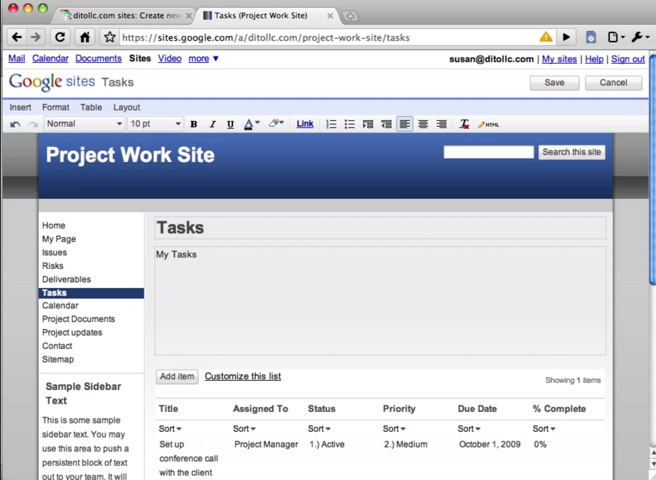 ditollc.com sites: Create new
Tasks (Project Work Site)
https://sites.google.com/a/ditollc.com/project-work-site/tasks
Mail Calendar Documents Sites Video more ▼
susan@ditollc.com | My sites | Help | Sign out
Google sites Tasks
Save Cancel
Insert Format Table Layout
Normal 10 pt B I U A Link HTML
Project Work Site
Search this site
Home
My Page
Issues
Risks
Deliverables
Tasks
Calendar
Project Documents
Project updates
Contact
Sitemap
Sample Sidebar
Text
This is some sample
sidebar text. You may
use this area to push a
persistent block of text
out to your team. It will
Tasks
My Tasks
Add item Customize this list
Showing 1 items
Title Assigned To Status Priority Due Date % Complete
Sort Sort Sort Sort Sort Sort
Set up Project Manager 1.) Active 2.) Medium October 1, 2009 0%
conference call
with the client